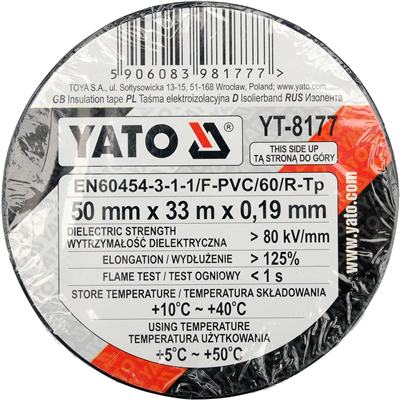 5 906083 981777 >
TOYA S.A., ul. Sołtysowicka 13-15, 51-168 Wrocław, Poland; www.yato.com
GB Insulation tape PL Taśma elektroizolacyjna D Isolierband RUS Изолента
YATO ®
YT-8177
THIS SIDE UP
TĄ STRONĄ DO GÓRY
EN60454-3-1-1/F-PVC/60/R-Tp
50 mm x 33 m x 0,19 mm
DIELECTRIC STRENGTH
WYTRZYMAŁOŚĆ DIELEKTRYCZNA > 80 kV/mm
ELONGATION / WYDŁUŻENIE > 125%
FLAME TEST / TEST OGNIOWY < 1 s
STORE TEMPERATURE / TEMPERATURA SKŁADOWANIA
+10°C ~ +40°C
USING TEMPERATURE
TEMPERATURA UŻYTKOWANIA
+5°C ~ +50°C
www.yato.com